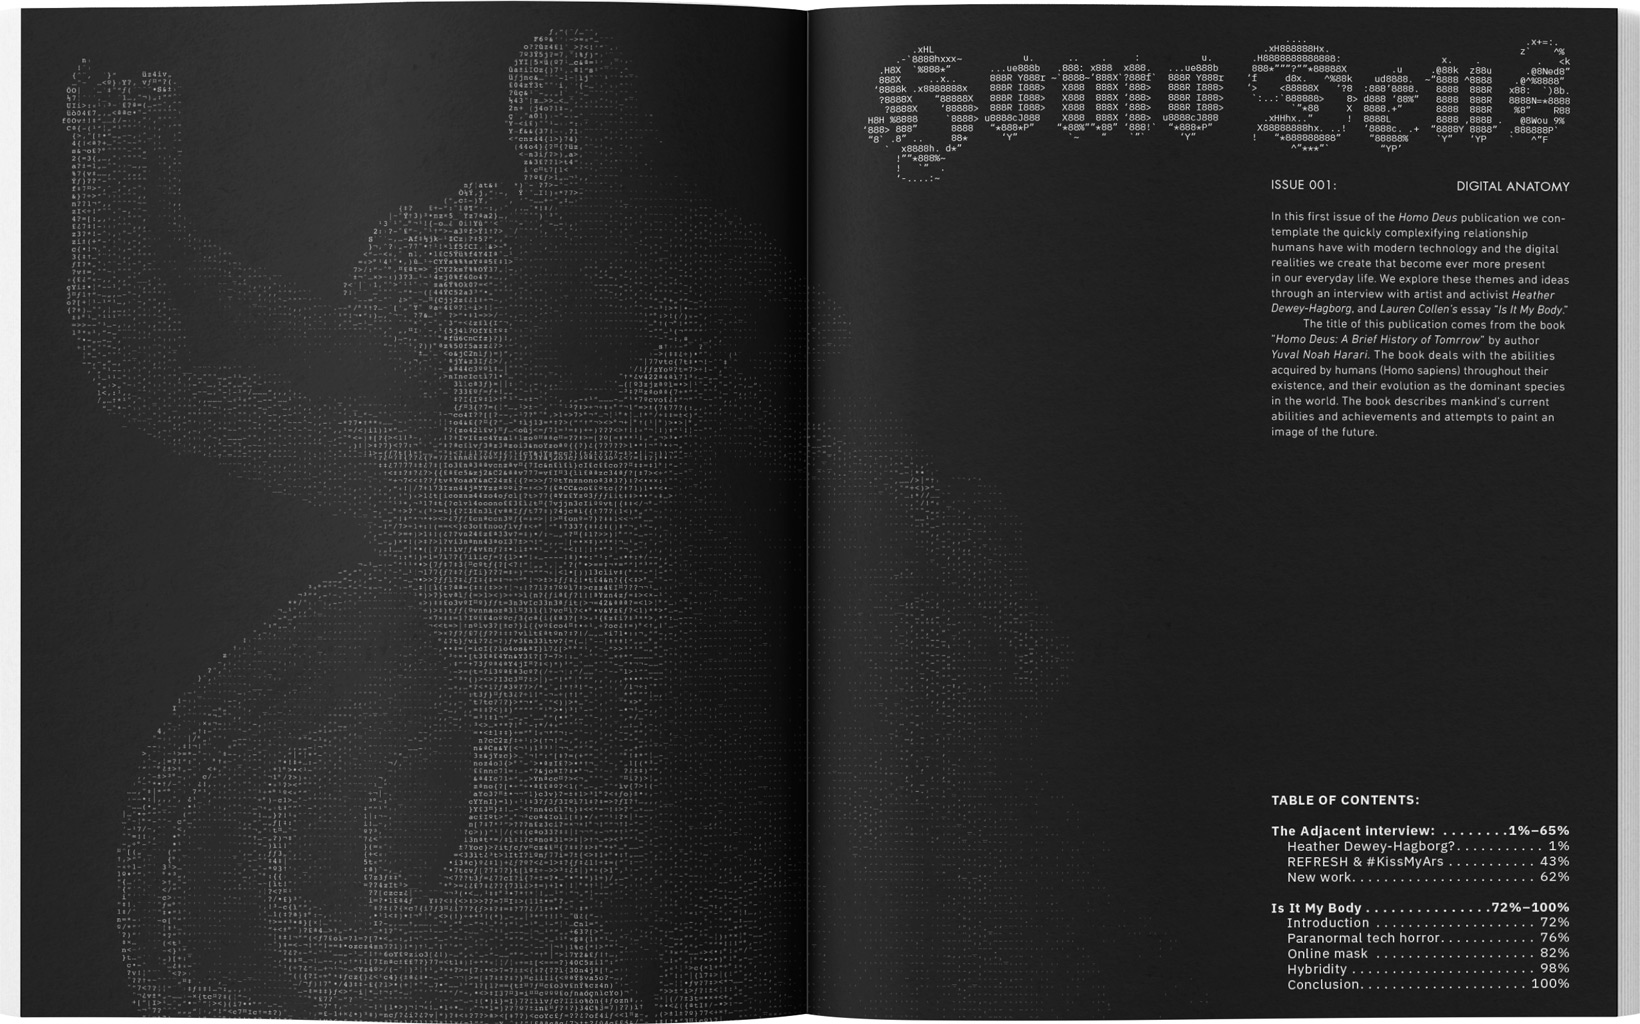 Homo Deus
ISSUE 001: DIGITAL ANATOMY
In this first issue of the Homo Deus publication we con-
template the quickly complexifying relationship
humans have with modern technology and the digital
realities we create that become ever more present
in our everyday life. We explore these themes and ideas
through an interview with artist and activist Heather
Dewey-Hagborg, and Lauren Collen's essay “Is It My Body.”
The title of this publication comes from the book
“Homo Deus: A Brief History of Tomrrow” by author
Yuval Noah Harari. The book deals with the abilities
acquired by humans (Homo sapiens) throughout their
existence, and their evolution as the dominant species
in the world. The book describes mankind's current
abilities and achievements and attempts to paint an
image of the future.
TABLE OF CONTENTS:
The Adjacent interview: ........1%–65%
Heather Dewey-Hagborg?........... 1%
REFRESH & #KissMyArs ........... 43%
New work....................... 62%
Is It My Body ...............72%–100%
Introduction .................... 72%
Paranormal tech horror............ 76%
Online mask ..................... 82%
Hybridity ....................... 98%
Conclusion..................... 100%